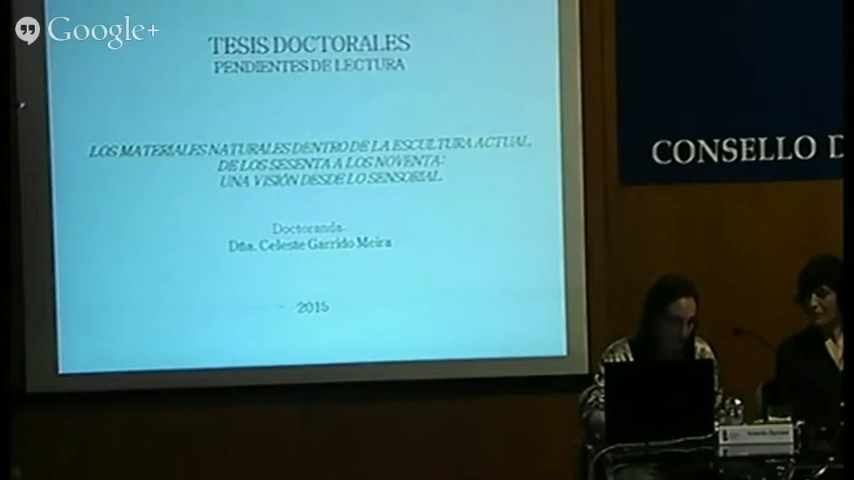 Google+
TESIS DOCTORALES
PENDIENTES DE LECTURA
LOS MATERIALES NATURALES DENTRO DE LA ESCULTURA ACTUAL
DE LOS SESENTA A LOS NOVENTA:
UNA VISIÓN DESDE LO SENSORIAL
Doctoranda:
Dña. Celeste Garrido Meira
2015
CONSELLO D